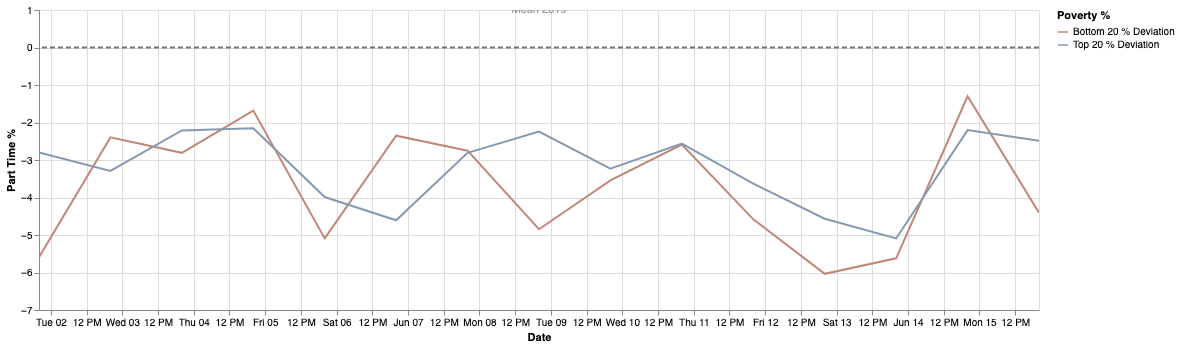 Mean 2019
1
0
−1
−2
−3
−4
−5
−6
−7
Part Time %
Tue 02 12 PM Wed 03 12 PM Thu 04 12 PM Fri 05 12 PM Sat 06 12 PM Jun 07 12 PM Mon 08 12 PM Tue 09 12 PM Wed 10 12 PM Thu 11 12 PM Fri 12 12 PM Sat 13 12 PM Jun 14 12 PM Mon 15 12 PM
Date
Poverty %
Bottom 20 % Deviation
Top 20 % Deviation